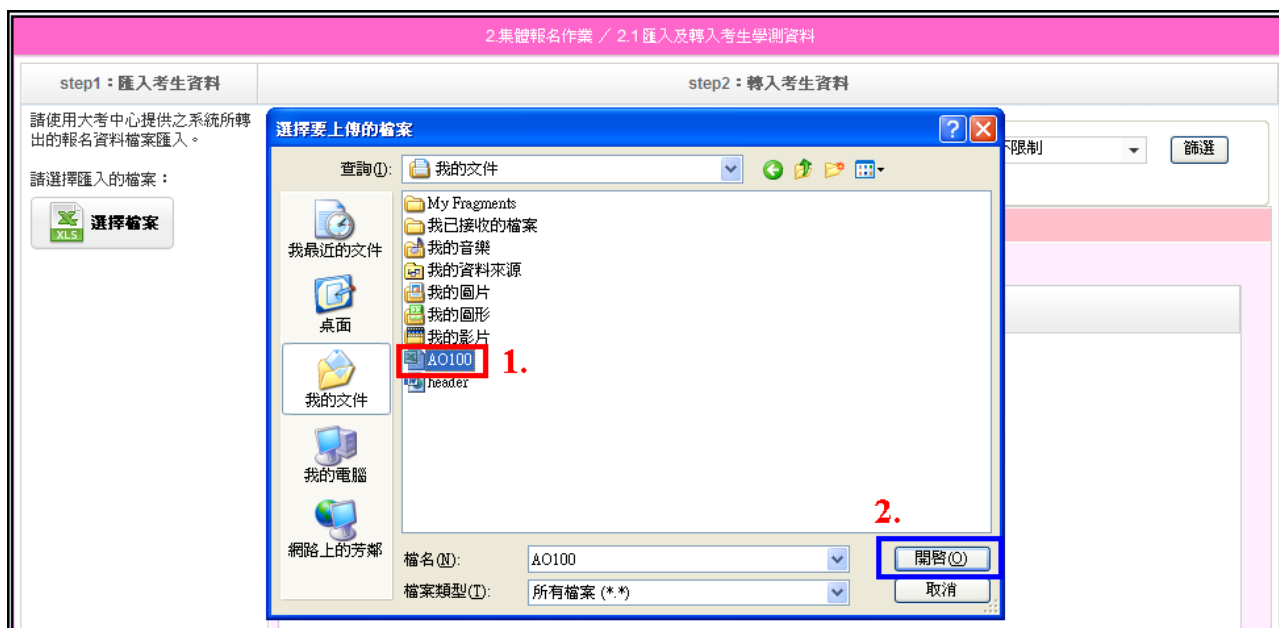 2.集體報名作業 / 2.1 匯入及轉入考生學測資料
step1：匯入考生資料
step2：轉入考生資料
請使用大考中心提供之系統所轉
出的報名資料檔案匯入。
請選擇匯入的檔案：
XLS 選擇檔案
不限制
篩選
選擇要上傳的檔案
查詢(I): 我的文件
我最近的文件
桌面
我的文件
我的電腦
網路上的芳鄰
My Fragments
我已接收的檔案
我的音樂
我的資料來源
我的圖片
我的圖形
我的影片
AO100 1.
header
2.
檔名(N): AO100 開啓(O)
檔案類型(T): 所有檔案 (*.*) 取消